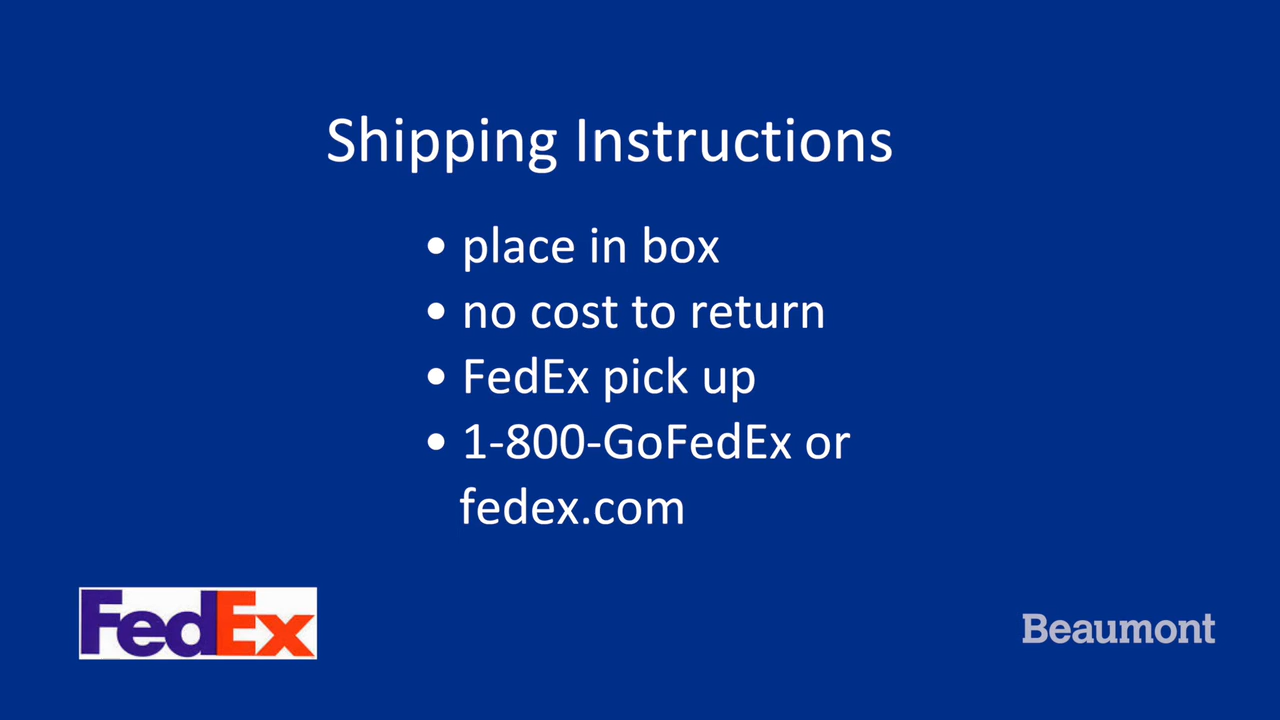 Shipping Instructions
• place in box
• no cost to return
• FedEx pick up
• 1-800-GoFedEx or
fedex.com
FedEx
Beaumont